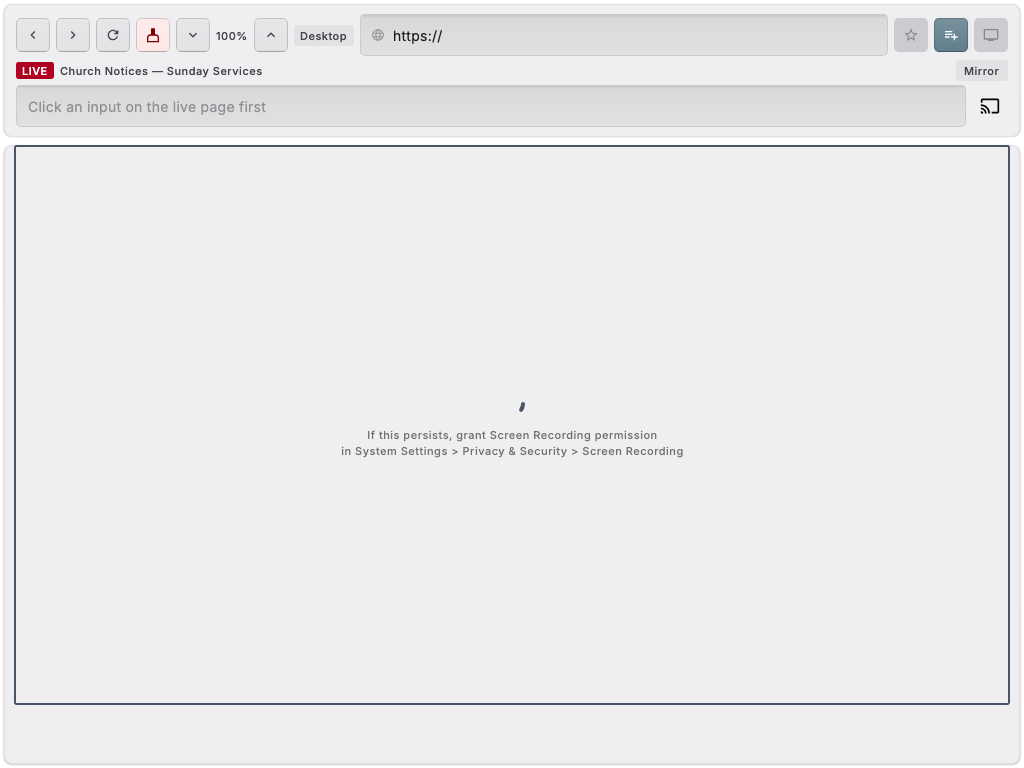 100%
Desktop
https://
LIVE Church Notices — Sunday Services
Mirror
Click an input on the live page first
If this persists, grant Screen Recording permission
in System Settings > Privacy & Security > Screen Recording